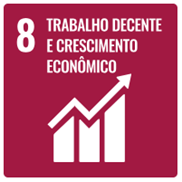 8 TRABALHO DECENTE
E CRESCIMENTO
ECONÔMICO